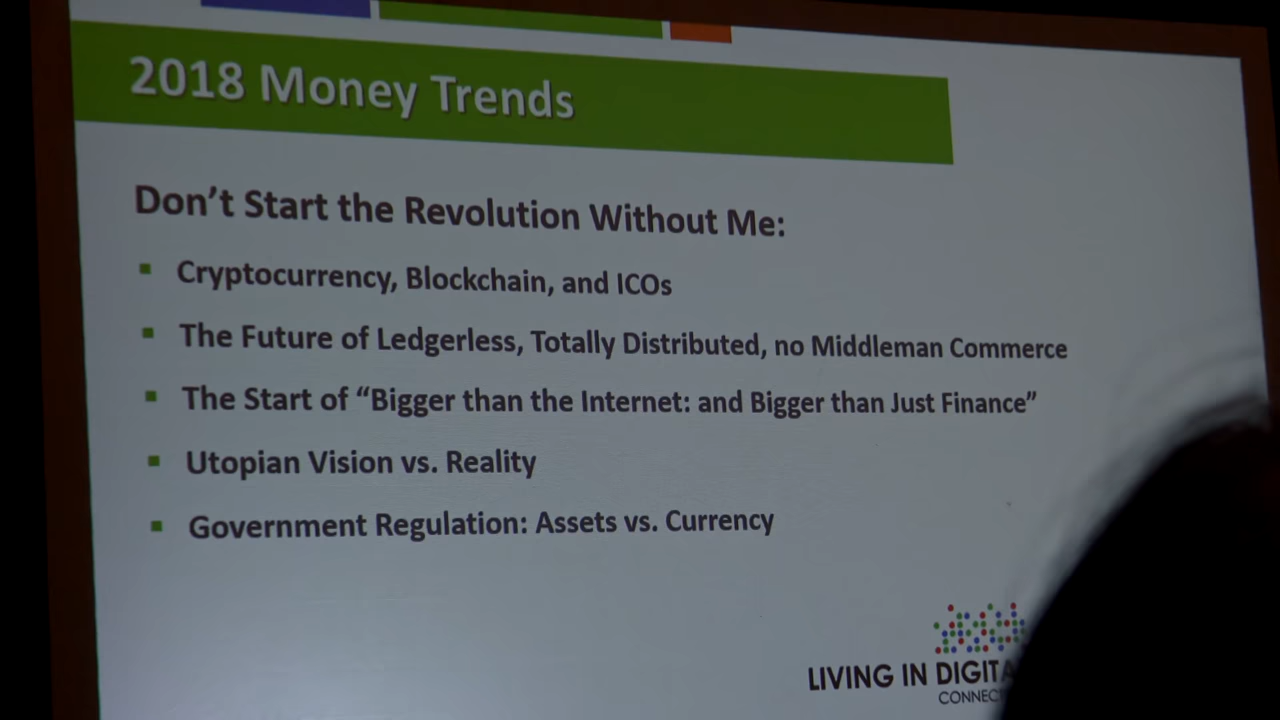 2018 Money Trends
Don’t Start the Revolution Without Me:
Cryptocurrency, Blockchain, and ICOs
The Future of Ledgerless, Totally Distributed, no Middleman Commerce
The Start of “Bigger than the Internet: and Bigger than Just Finance”
Utopian Vision vs. Reality
Government Regulation: Assets vs. Currency
LIVING IN